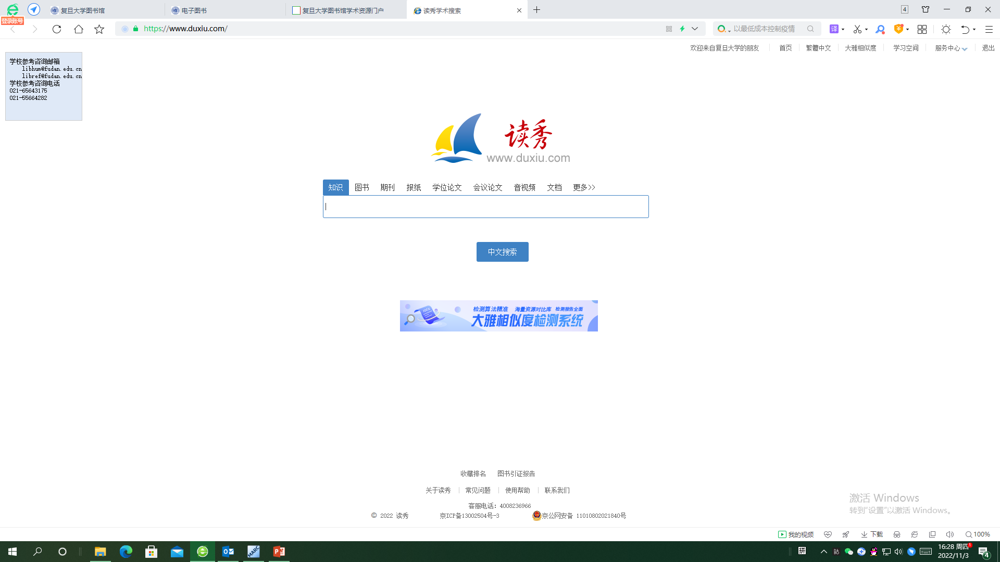 复旦大学图书馆
电子图书
复旦大学图书馆学术资源门户
读秀学术搜索
4
登录账号
https://www.duxiu.com/
以最低成本控制疫情
译
欢迎来自复旦大学的朋友
首页
繁體中文
大雅相似度
学习空间
服务中心
退出
学校参考咨询邮箱
libhum@fudan.edu.cn
libref@fudan.edu.cn
学校参考咨询电话
021-65643175
021-55664282
读秀
www.duxiu.com
知识 图书 期刊 报纸 学位论文 会议论文 音视频 文档 更多>>
中文搜索
100%
检测算法精准 海量资源对比库 检测报告全面
大雅相似度检测系统
收藏排名 图书引证报告
关于读秀 常见问题 使用帮助 联系我们
客服电话：4008236966
© 2022 读秀 京ICP备13002504号-3 京公网安备 11010802021840号
激活 Windows
转到“设置”以激活 Windows。
我的视频
下载
100%
MARC
拼
16:28 周四
1
2022/11/3
4